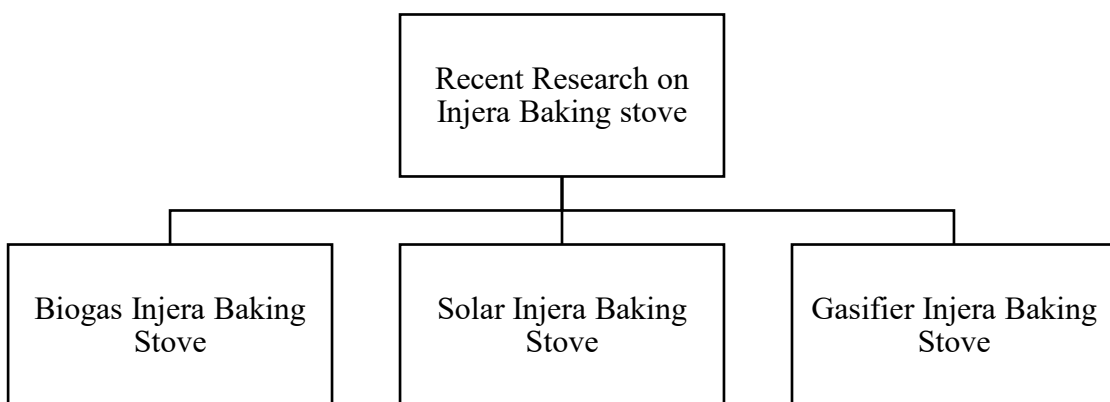 Recent Research on
Injera Baking stove
Biogas Injera Baking
Stove
Solar Injera Baking
Stove
Gasifier Injera Baking
Stove